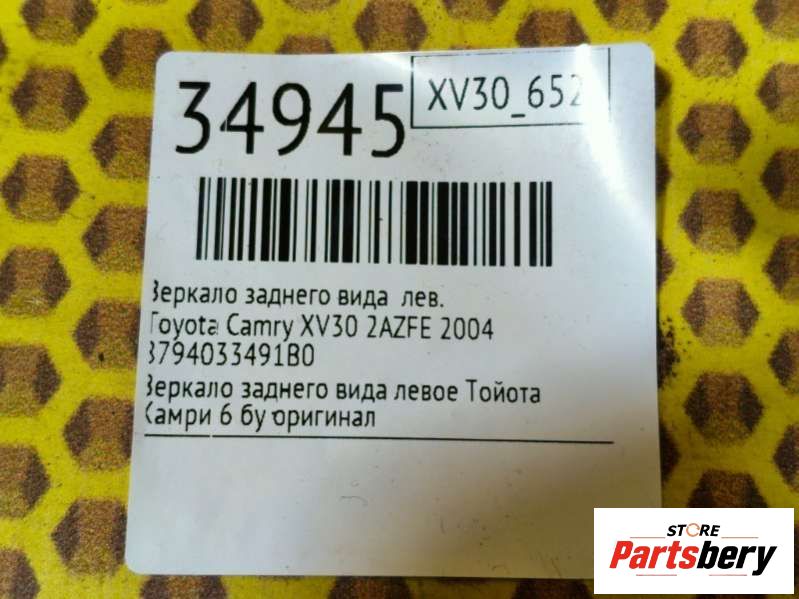 34945
XV30_652
Зеркало заднего вида лев.
Toyota Camry XV30 2AZFE 2004
8794033491B0
Зеркало заднего вида левое Тойота
Камри 6 бу оригинал
STORE
Partsbery